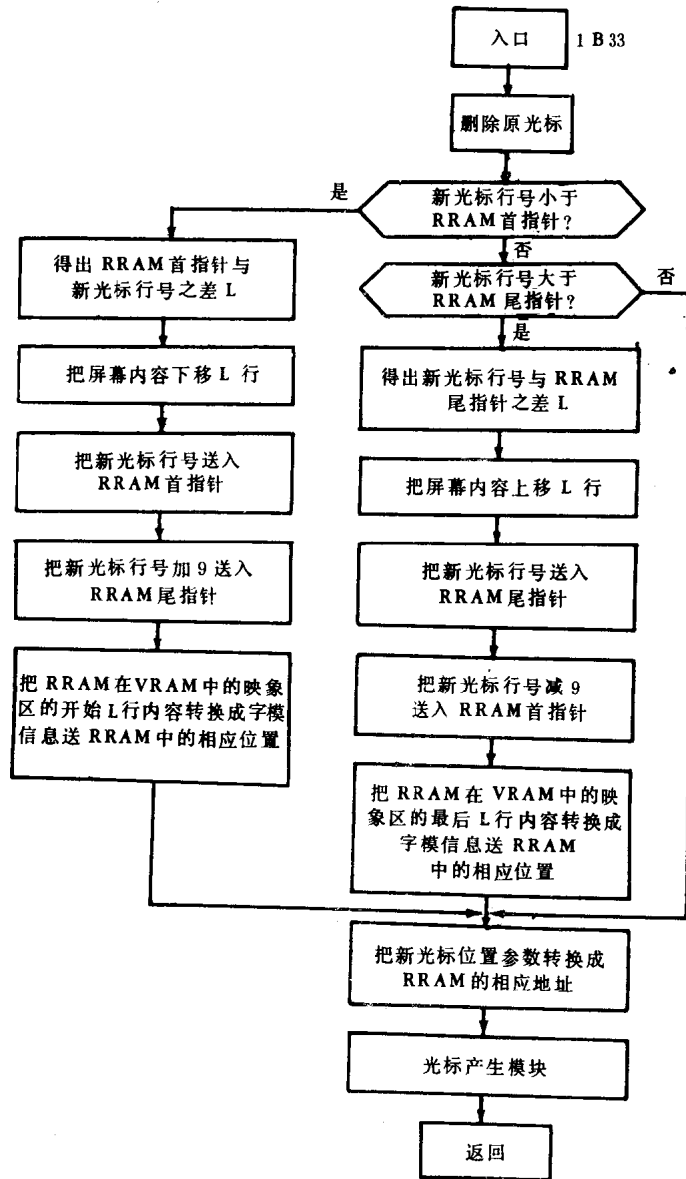 入口 1B33
删除原光标
是
新光标行号小于
RRAM首指针?
否
得出RRAM首指针与
新光标行号之差L
新光标行号大于
RRAM尾指针?
否
是
把屏幕内容下移L行
得出新光标行号与RRAM
尾指针之差L
把新光标行号送入
RRAM首指针
把屏幕内容上移L行
把新光标行号加9送入
RRAM尾指针
把新光标行号送入
RRAM尾指针
把RRAM在VRAM中的映象
区的开始L行内容转换成字模
信息送RRAM中的相应位置
把新光标行号减9
送入RRAM首指针
把RRAM在VRAM中的映
象区的最后L行内容转换成
字模信息送RRAM
中的相应位置
把新光标位置参数转换成
RRAM的相应地址
光标产生模块
返回